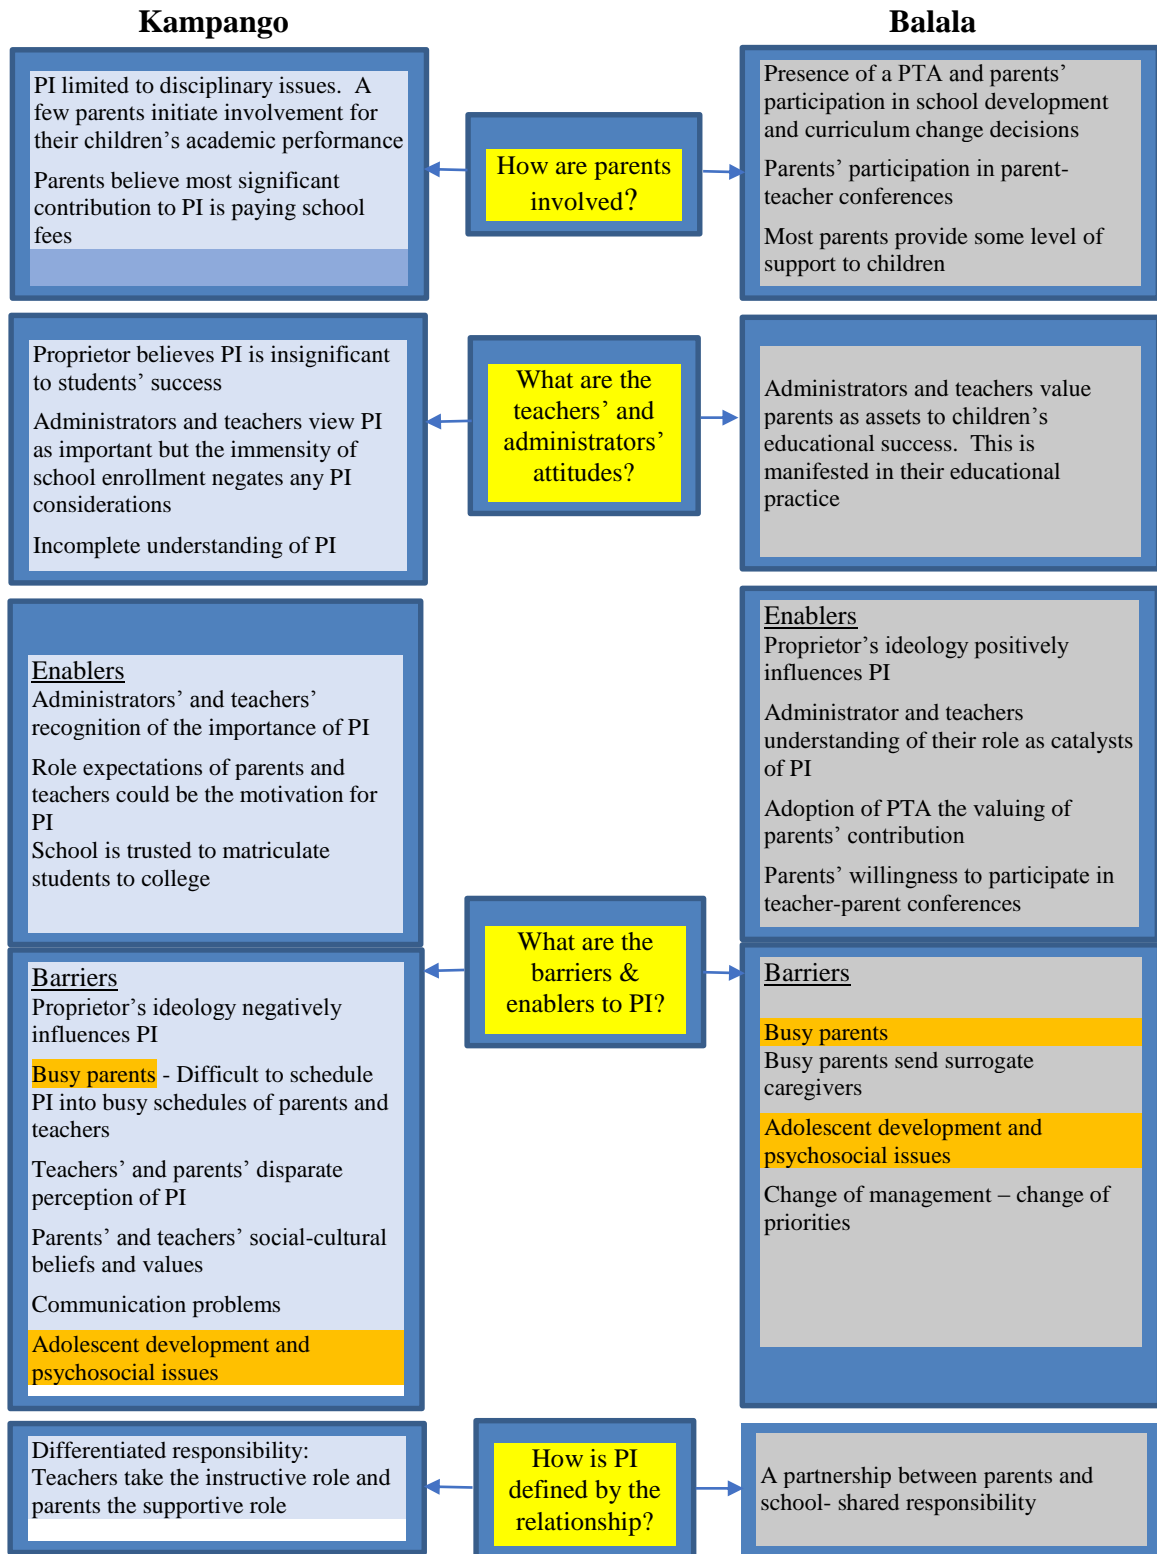 Kampango
Balala
PI limited to disciplinary issues.  A
few parents initiate involvement for
their children’s academic performance
Parents believe most significant
contribution to PI is paying school
fees
How are parents
involved?
Presence of a PTA and parents’
participation in school development
and curriculum change decisions
Parents’ participation in parent-
teacher conferences
Most parents provide some level of
support to children
Proprietor believes PI is insignificant
to students’ success
Administrators and teachers view PI
as important but the immensity of
school enrollment negates any PI
considerations
Incomplete understanding of PI
What are the
teachers’ and
administrators’
attitudes?
Administrators and teachers value
parents as assets to children’s
educational success.  This is
manifested in their educational
practice
Enablers
Administrators’ and teachers’
recognition of the importance of PI
Role expectations of parents and
teachers could be the motivation for
PI
School is trusted to matriculate
students to college
Barriers
Proprietor’s ideology negatively
influences PI
Busy parents - Difficult to schedule
PI into busy schedules of parents and
teachers
Teachers’ and parents’ disparate
perception of PI
Parents’ and teachers’ social-cultural
beliefs and values
Communication problems
Adolescent development and
psychosocial issues
What are the
barriers &
enablers to PI?
Enablers
Proprietor’s ideology positively
influences PI
Administrator and teachers
understanding of their role as catalysts
of PI
Adoption of PTA the valuing of
parents’ contribution
Parents’ willingness to participate in
teacher-parent conferences
Barriers
Busy parents
Busy parents send surrogate
caregivers
Adolescent development and
psychosocial issues
Change of management – change of
priorities
Differentiated responsibility:
Teachers take the instructive role and
parents the supportive role
How is PI
defined by the
relationship?
A partnership between parents and
school- shared responsibility